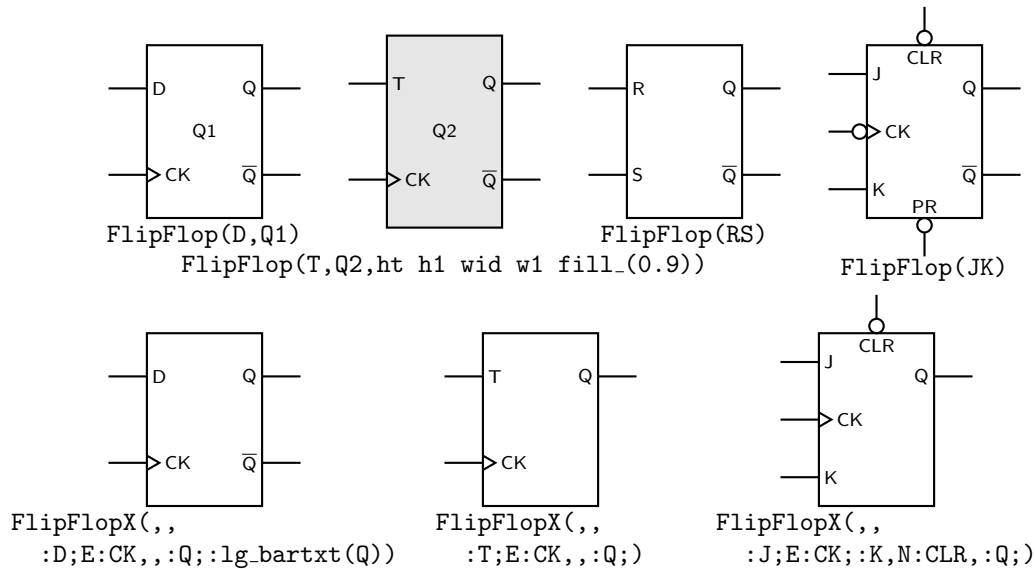 CLR
D Q T Q R Q J Q
Q1 Q2 CK
CK Q̅ CK Q̅ S Q̅ K Q̅
PR
FlipFlop(D,Q1) FlipFlop(RS)
FlipFlop(T,Q2,ht h1 wid w1 fill_(0.9)) FlipFlop(JK)
CLR
D Q T Q J Q
CK
CK Q̅ CK K
FlipFlopX(,, FlipFlopX(,, FlipFlopX(,,
:D;E:CK,,:Q;:lg_bartxt(Q)) :T;E:CK,,:Q;) :J;E:CK;:K,N:CLR,:Q;)